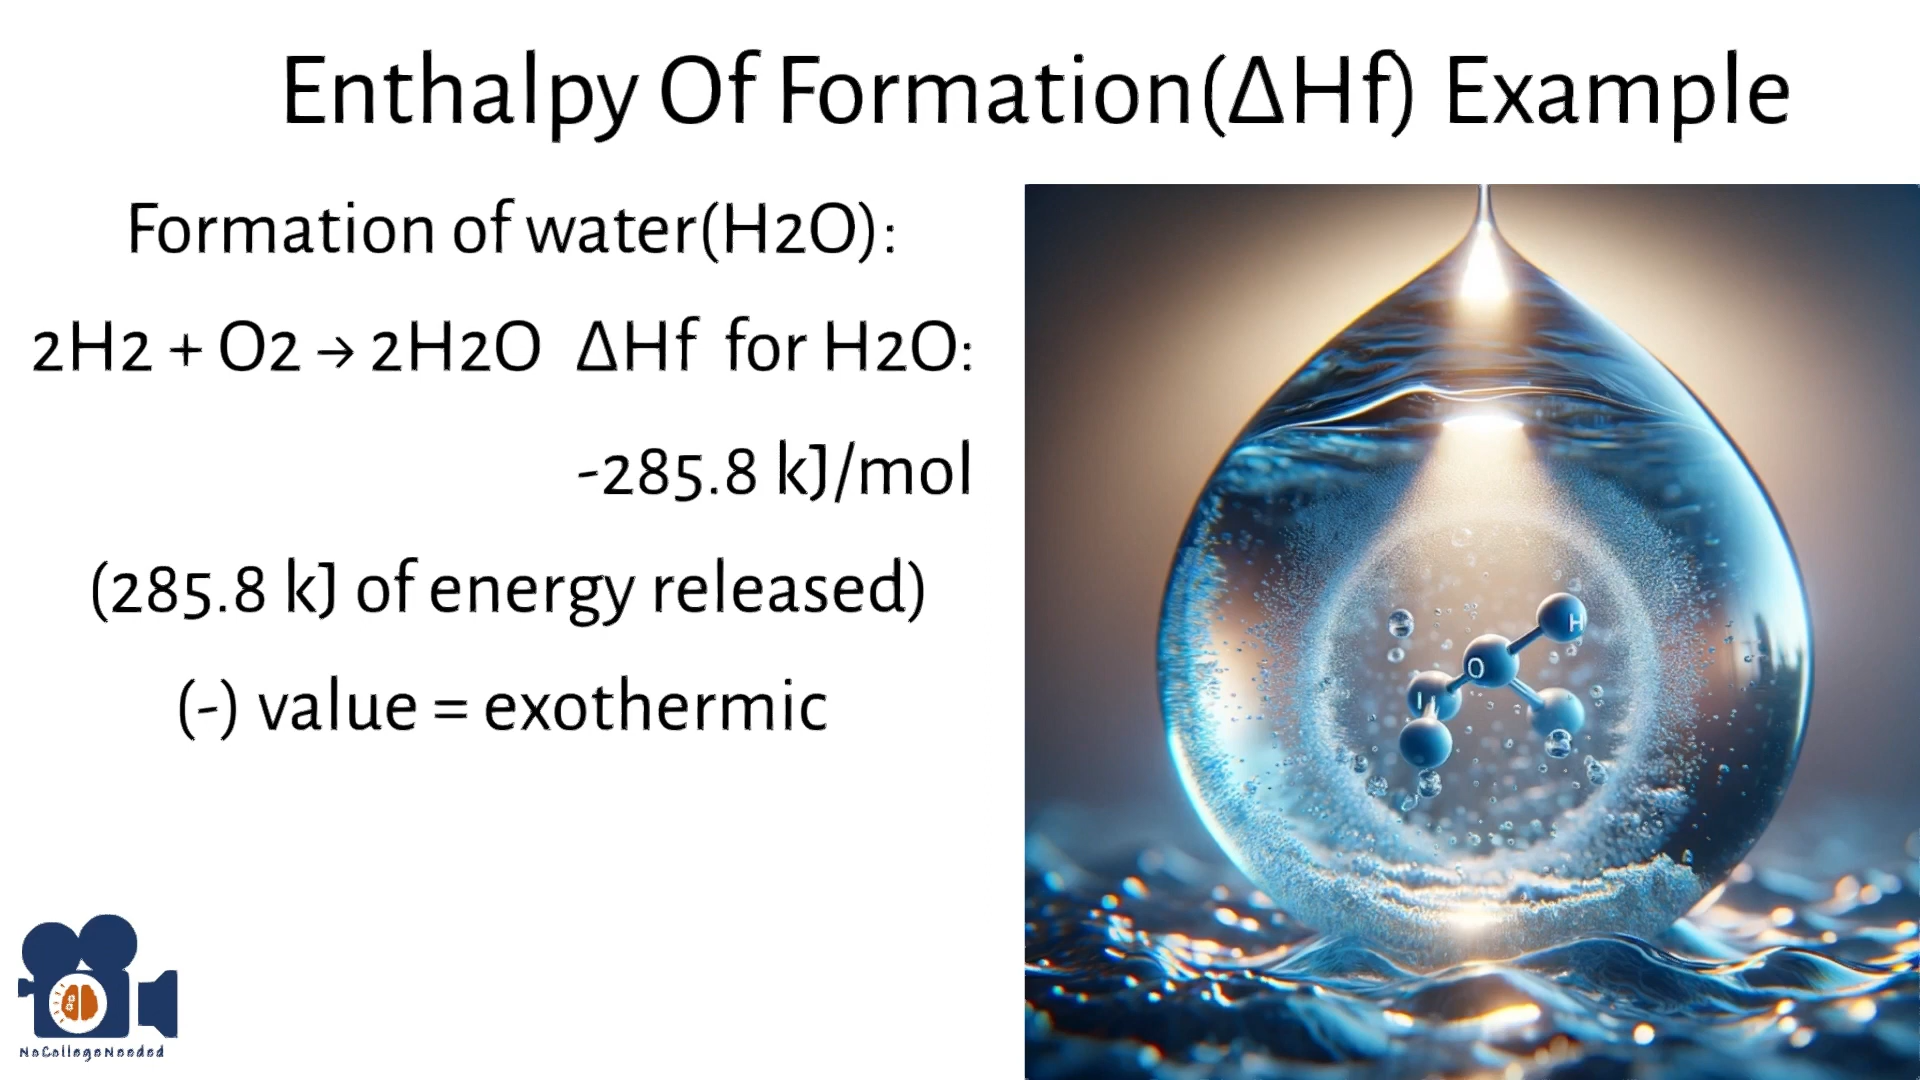 Enthalpy Of Formation(ΔHf) Example
Formation of water(H2O):
2H2 + O2 → 2H2O ΔHf for H2O:
-285.8 kJ/mol
(285.8 kJ of energy released)
(-) value = exothermic
H
O
NoCollegeNeeded